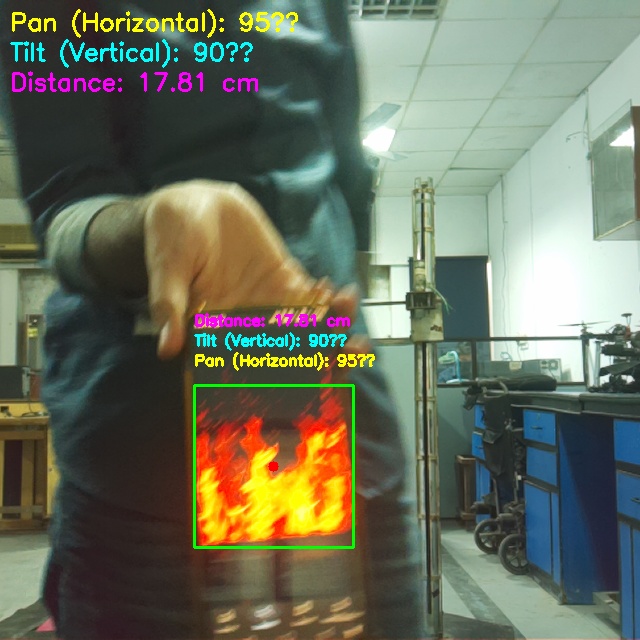 Pan (Horizontal): 95??
Tilt (Vertical): 90??
Distance: 17.81 cm
Distance: 17.81 cm
Tilt (Vertical): 90??
Pan (Horizontal): 95??